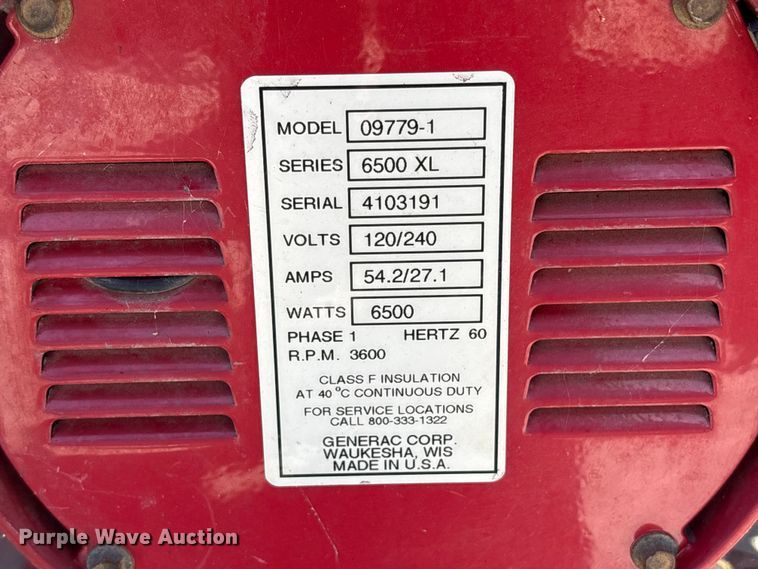 MODEL 09779-1
SERIES 6500 XL
SERIAL 4103191
VOLTS 120/240
AMPS 54.2/27.1
WATTS 6500
PHASE 1 HERTZ 60
R.P.M. 3600
CLASS F INSULATION
AT 40 °C CONTINUOUS DUTY
FOR SERVICE LOCATIONS
CALL 800-333-1322
GENERAC CORP.
WAUKESHA, WIS
MADE IN U.S.A.
Purple Wave Auction